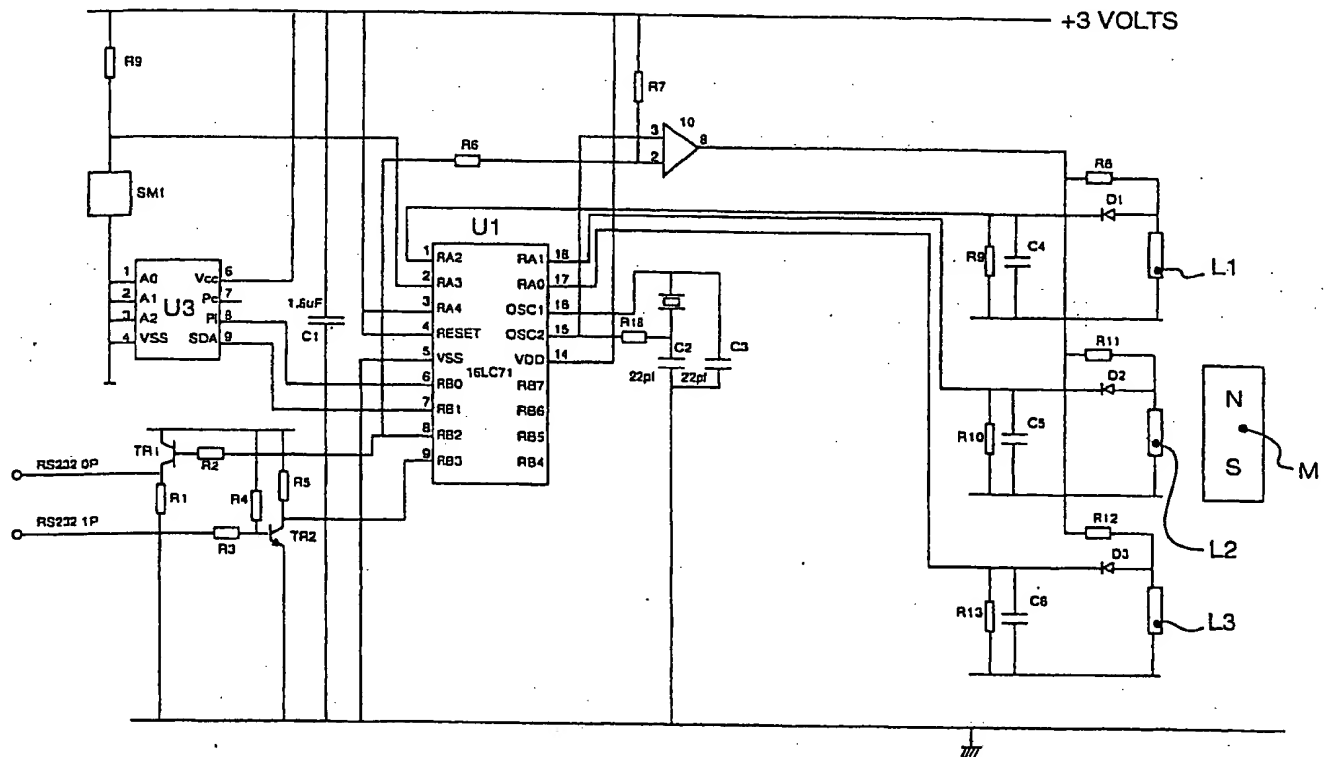 +3 VOLTS
R9
R7
10
3
2
8
R6
R8
SM1
D1
U1
1 RA2
RA1 18
R9
C4
L1
1 A0
Vcc 6
2 RA3
RA0 17
2 A1
U3
Pc 7
1.6uF
3 RA4
OSC1 16
3 A2
PI 8
C1
4 RESET
OSC2 15
R18
4 VSS
SDA 9
5 VSS
VDD 14
C2
C3
R11
16LC71
22pf
22pf
D2
6 RB0
RB7
7 RB1
RB6
N
8 RB2
RB5
R10
C5
M
TR1
R2
9 RB3
RB4
S
RS232 0P
R1
R4
R5
R12
RS232 1P
R3
TR2
L2
D3
R13
C6
L3